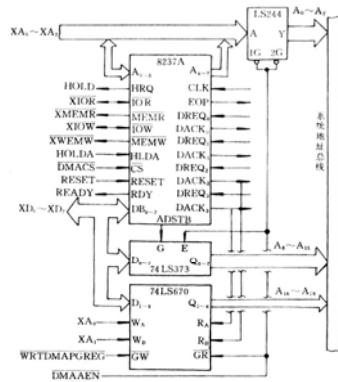 LS244
XA₀~XA₇
A Y
A₀~A₇
1G 2G
8237A
A₀₋₃ A₀₋₇
HOLD HRQ CLK
XIOR IOR EOP
XMEMR MEMR DREQ₀
XIOW IOW DACK₀
XWEMW MEMW DREQ₁
HOLDA HLDA DACK₁
DMACS CS DREQ₂
RESET RESET DACK₂
READY RDY DREQ₃
XD₀~XD₇ DB₀₋₇ DACK₃
ADSTB
系统地址总线
G E
D₀₋₇ Q₀₋₇
A₈~A₁₅
74LS373
74LS670
D₁₋₄ Q₁₋₄
A₁₆~A₁₉
XA₀ W_A R_A
XA₁ W_B R_B
WRTDMAPGREG GW GR
DMAAEN